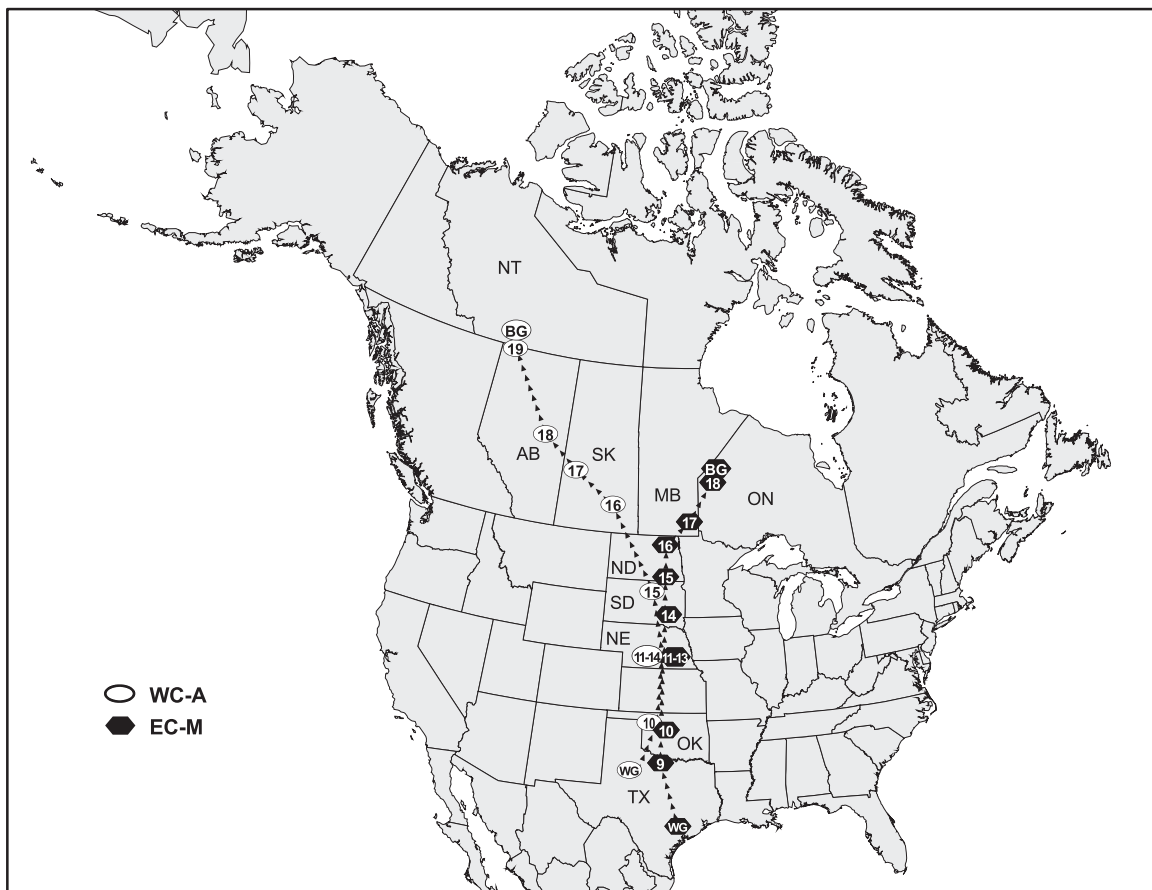 NT
BG
19
18
AB
SK
17
BG
18
MB
ON
16
17
16
ND
15
15
SD
14
NE
11-14
11-13
WC-A
10
EC-M
10
OK
9
WG
TX
WG